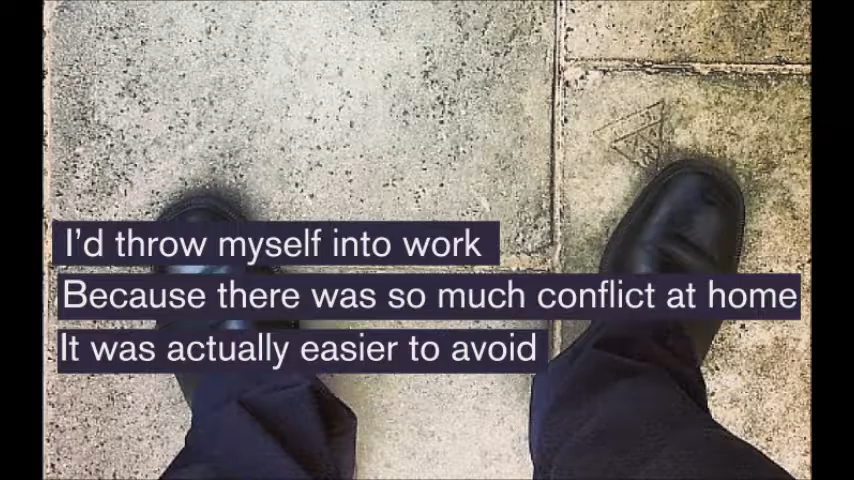 I'd throw myself into work
Because there was so much conflict at home
It was actually easier to avoid